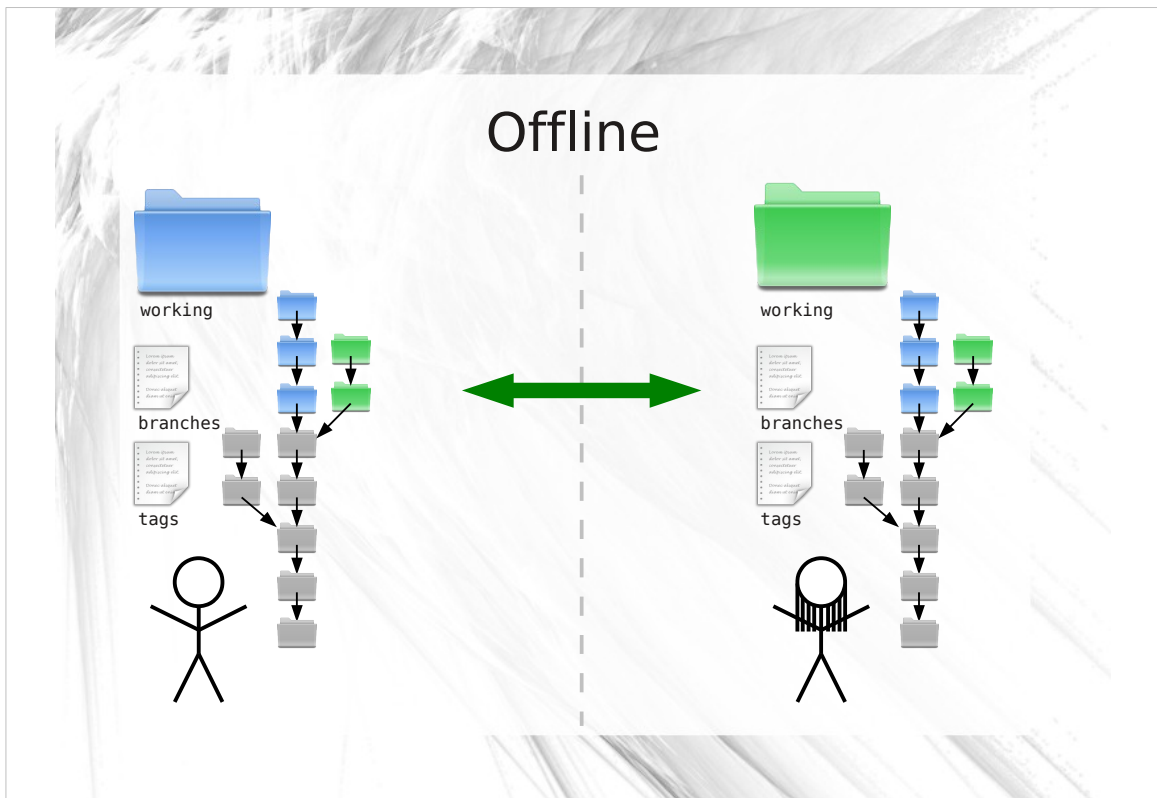 Offline
working
branches
tags
working
branches
tags